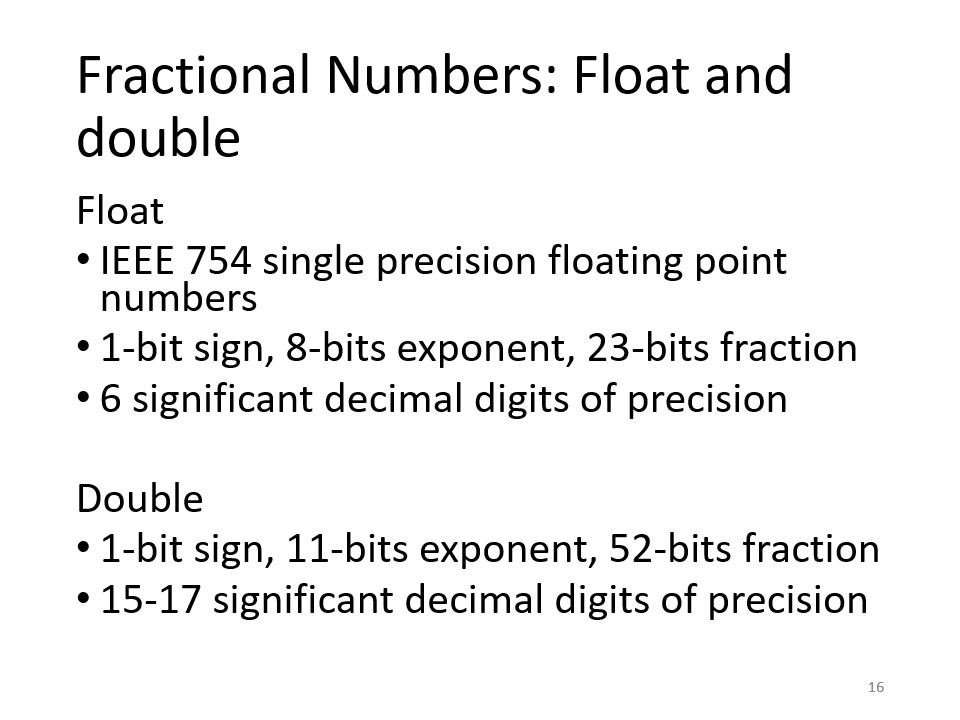 Fractional Numbers: Float and
double
Float
• IEEE 754 single precision floating point
numbers
• 1-bit sign, 8-bits exponent, 23-bits fraction
• 6 significant decimal digits of precision
Double
• 1-bit sign, 11-bits exponent, 52-bits fraction
• 15-17 significant decimal digits of precision
16